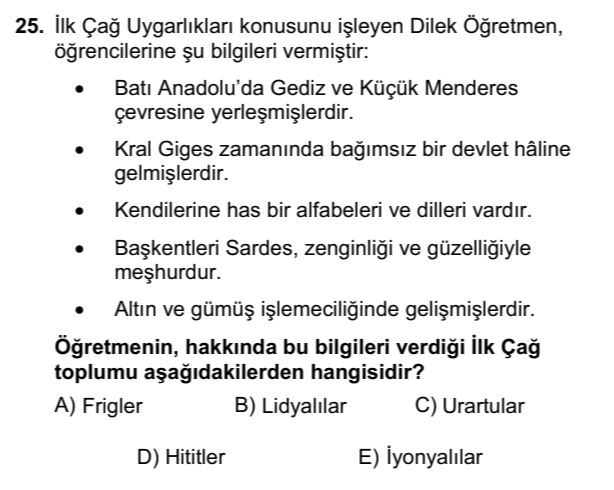 25. İlk Çağ Uygarlıkları konusunu işleyen Dilek Öğretmen,
öğrencilerine şu bilgileri vermiştir:
• Batı Anadolu’da Gediz ve Küçük Menderes
çevresine yerleşmişlerdir.
• Kral Giges zamanında bağımsız bir devlet hâline
gelmişlerdir.
• Kendilerine has bir alfabeleri ve dilleri vardır.
• Başkentleri Sardes, zenginliği ve güzelliğiyle
meşhurdur.
• Altın ve gümüş işlemeciliğinde gelişmişlerdir.
Öğretmenin, hakkında bu bilgileri verdiği İlk Çağ
toplumu aşağıdakilerden hangisidir?
A) Frigler B) Lidyalılar C) Urartular
D) Hititler E) İyonyalılar